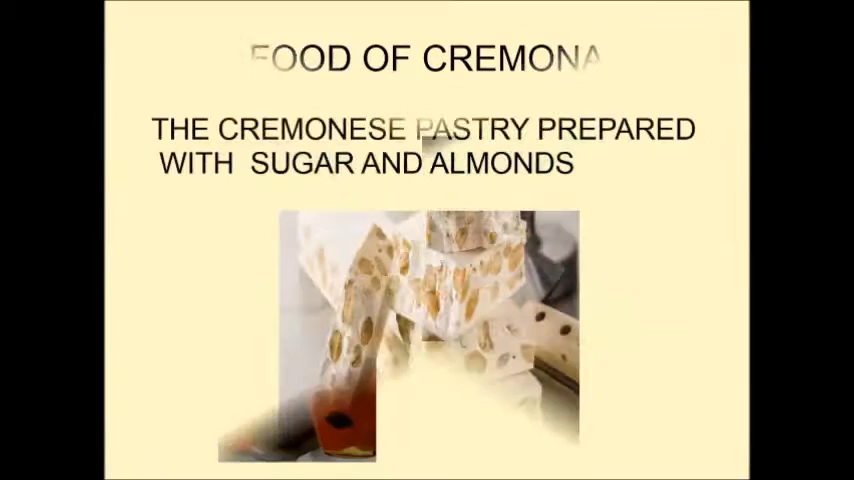 FOOD OF CREMONA
THE CREMONESE PASTRY PREPARED
WITH SUGAR AND ALMONDS